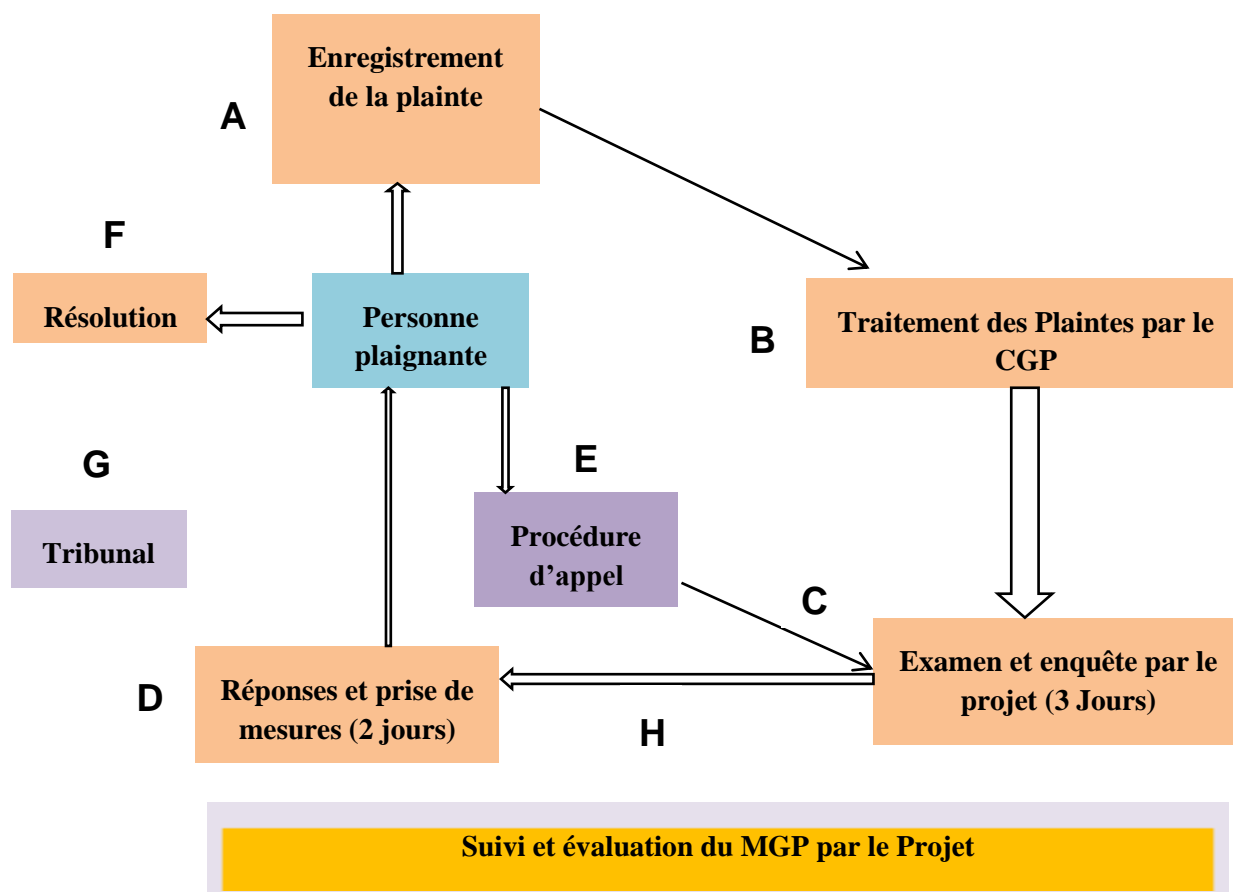 Enregistrement
de la plainte
A
F
Résolution
Personne
plaignante
B
Traitement des Plaintes par le
CGP
G
Tribunal
E
Procédure
d’appel
C
Examen et enquête par le
projet (3 Jours)
D
Réponses et prise de
mesures (2 jours)
H
Suivi et évaluation du MGP par le Projet